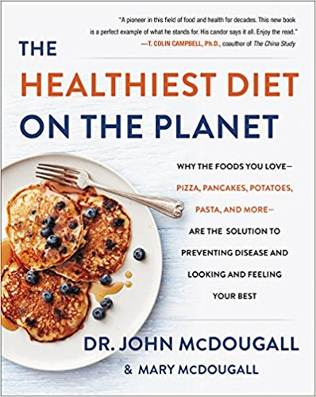 "A pioneer in this field of food and health for decades. This new book
is a perfect example of what he stands for. His candor says it all. Enjoy the read."
—T. COLIN CAMPBELL, Ph.D., coauthor of The China Study
THE
HEALTHIEST DIET
ON THE PLANET
WHY THE FOODS YOU LOVE—
PIZZA, PANCAKES, POTATOES,
PASTA, AND MORE—
ARE THE SOLUTION TO
PREVENTING DISEASE AND
LOOKING AND FEELING
YOUR BEST
DR. JOHN McDOUGALL
& MARY McDOUGALL